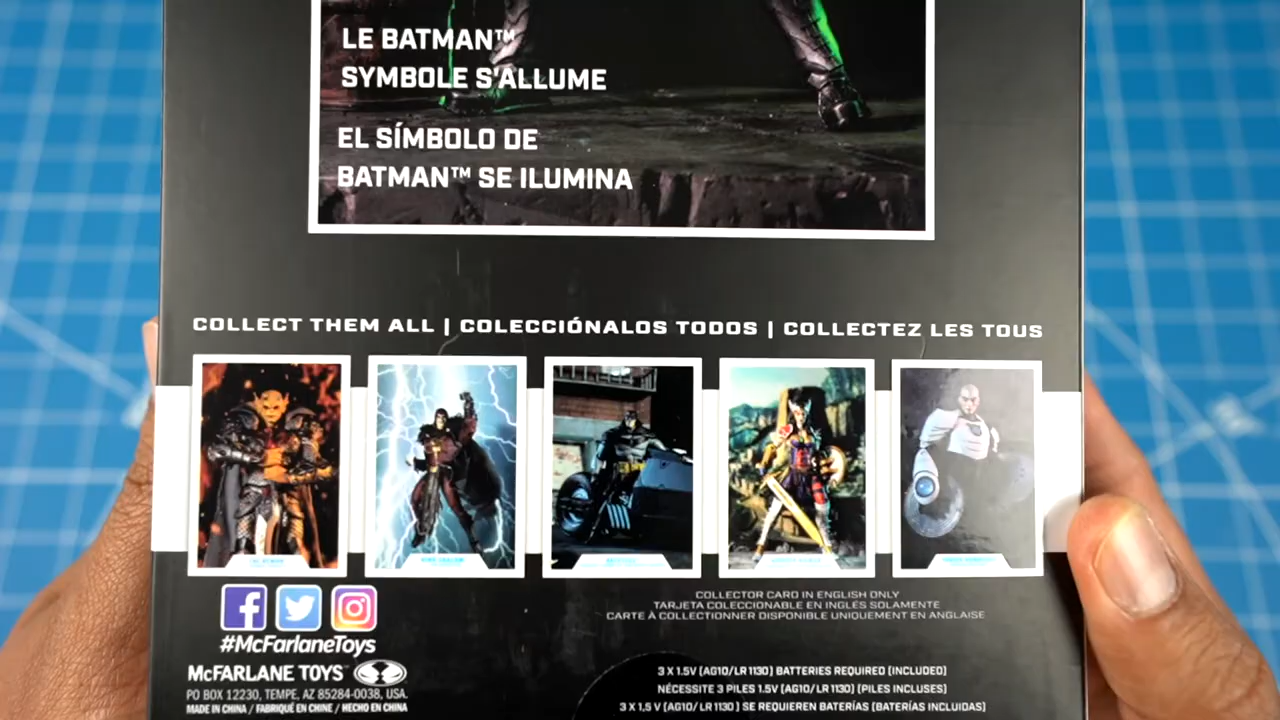 LE BATMAN™
SYMBOLE S'ALLUME
EL SÍMBOLO DE
BATMAN™ SE ILUMINA
COLLECT THEM ALL | COLECCIÓNALOS TODOS | COLLECTEZ LES TOUS
COLLECTOR CARD IN ENGLISH ONLY
TARJETA COLECCIONABLE EN INGLÉS SOLAMENTE
CARTE À COLLECTIONNER DISPONIBLE UNIQUEMENT EN ANGLAISE
#McFarlaneToys
McFARLANE TOYS™
PO BOX 12230, TEMPE, AZ 85284-0038, USA.
MADE IN CHINA / FABRIQUÉ EN CHINE / HECHO EN CHINA
3 X 1.5V (AG10/LR 1130) BATTERIES REQUIRED (INCLUDED)
NÉCESSITE 3 PILES 1.5V (AG10/LR 1130) (PILES INCLUSES)
3 X 1,5 V (AG10/ LR 1130 ) SE REQUIEREN BATERÍAS (BATERÍAS INCLUIDAS)